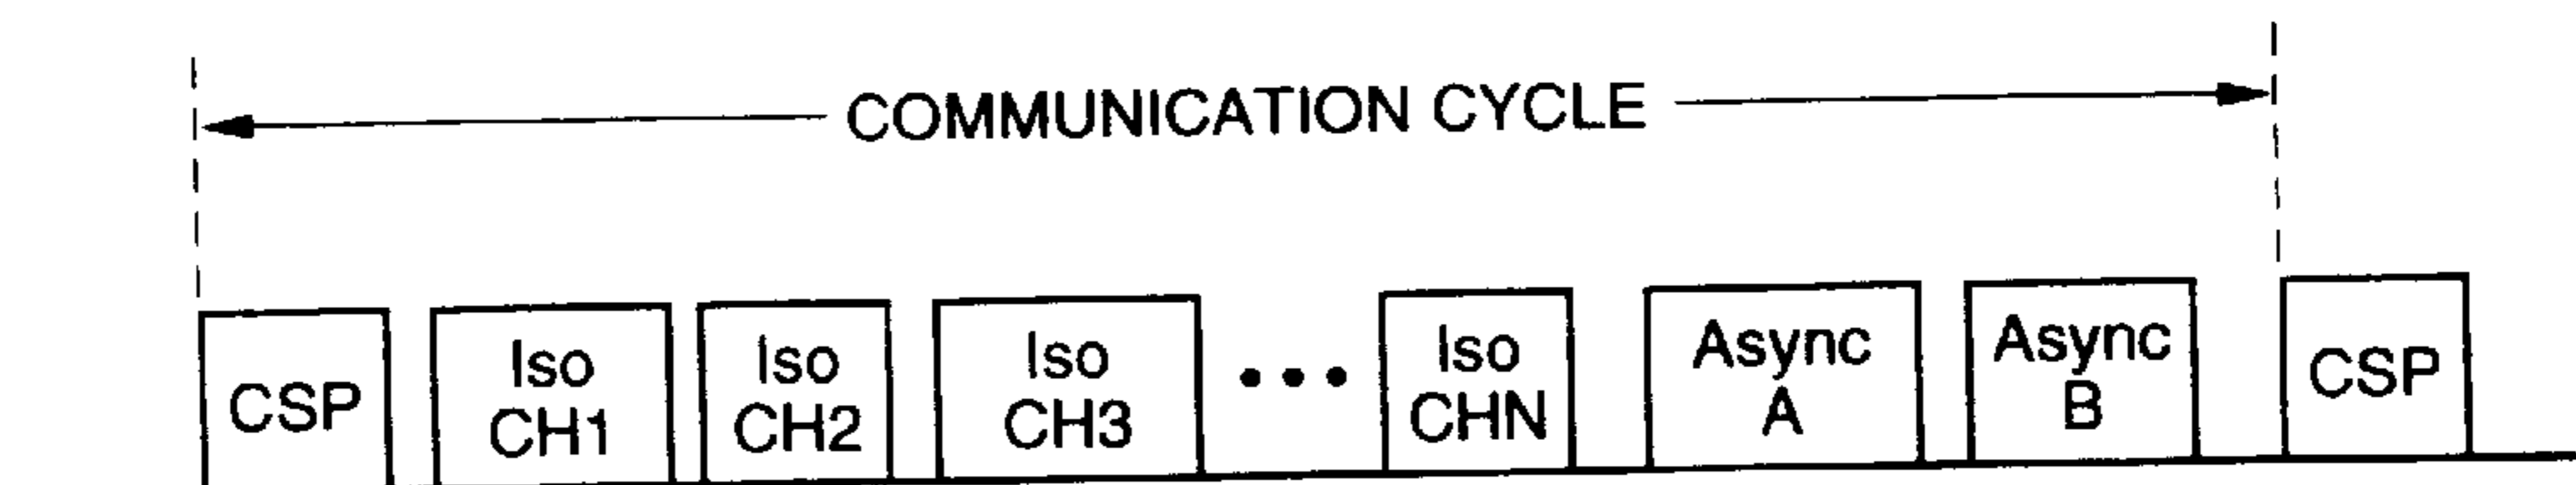 COMMUNICATION CYCLE
CSP
Iso
CH1
Iso
CH2
Iso
CH3
Iso
CHN
Async
A
Async
B
CSP